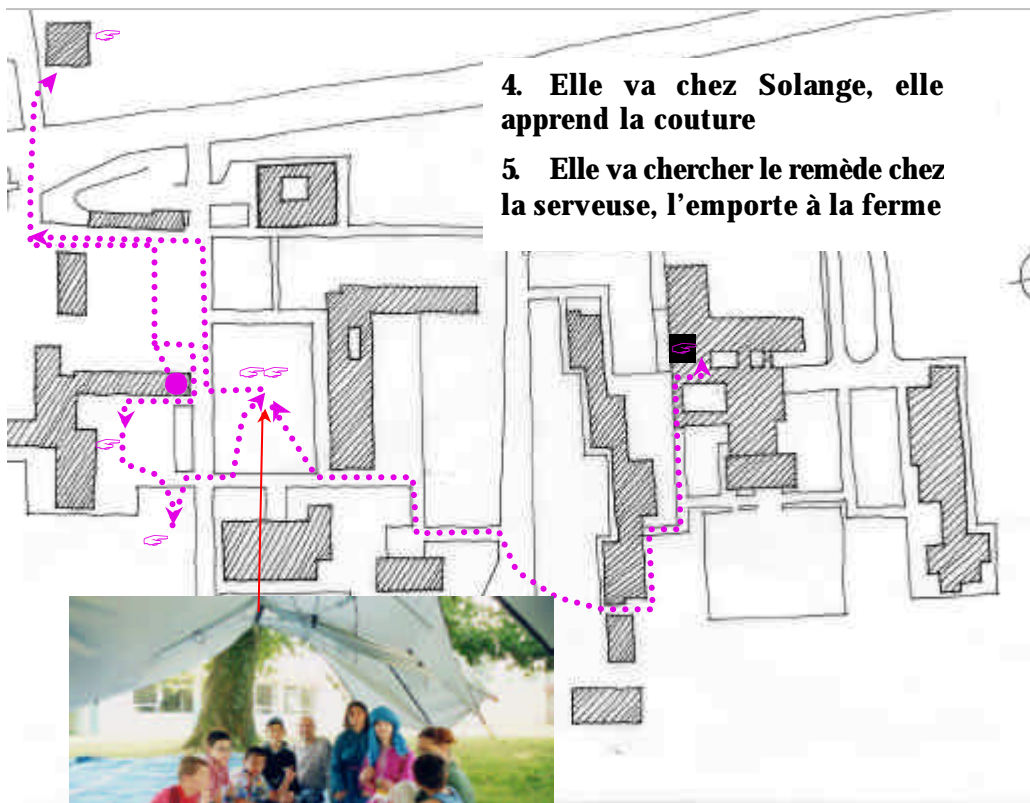 4. Elle va chez Solange, elle
apprend la couture
5. Elle va chercher le remède chez
la serveuse, l'emporte à la ferme